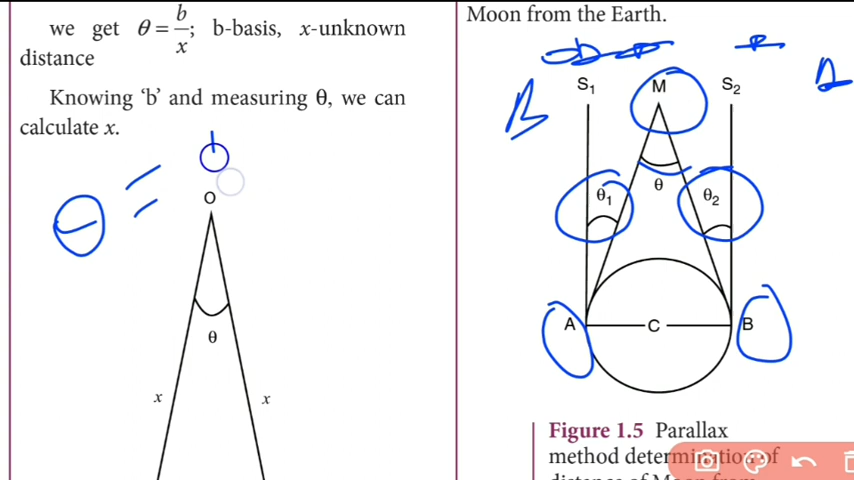 we get θ = b/x; b-basis, x-unknown
distance
Knowing 'b' and measuring θ, we can
calculate x.
θ =
O
θ
x x
Moon from the Earth.
S₁ M S₂
θ₁ θ θ₂
A C B
Figure 1.5 Parallax
method determination of